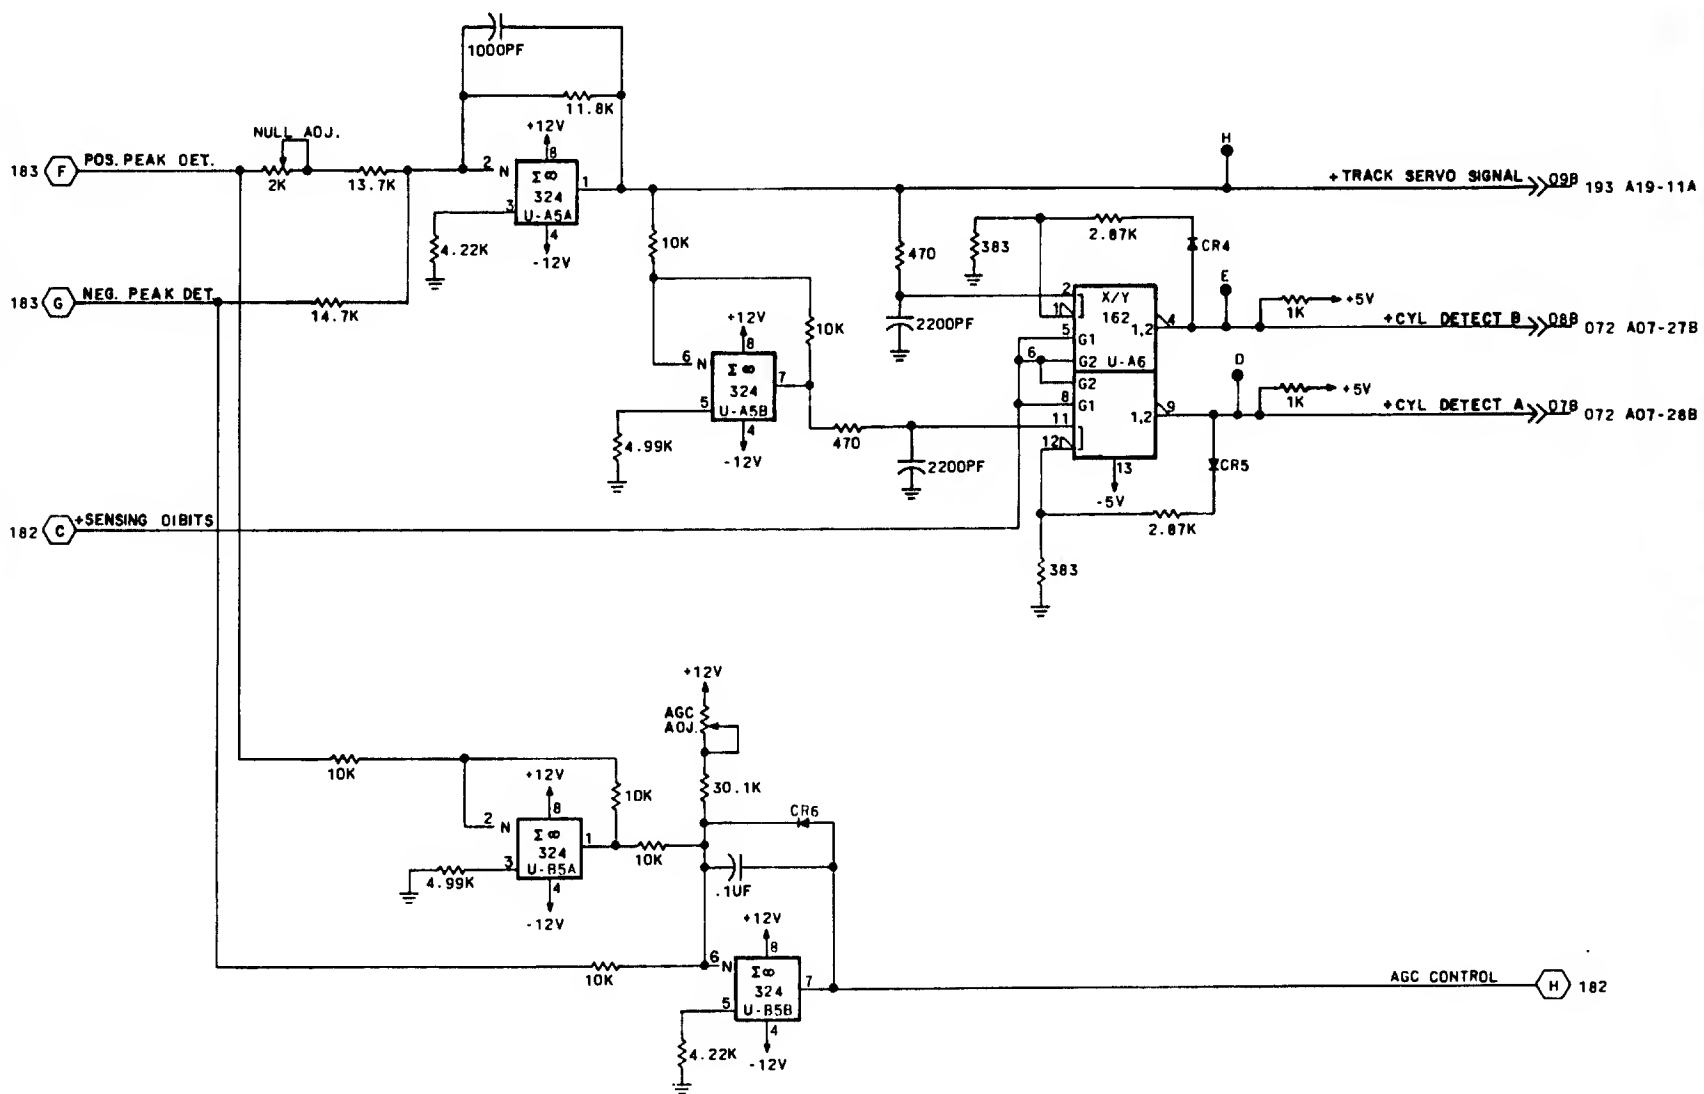 1000PF
11.8K
+12V
8
NULL ADJ.
183 F POS. PEAK DET.
2K
13.7K
2 N
Σ ∞
324
U-A5A
1
3
4
-12V
4.22K
H
+TRACK SERVO SIGNAL 09B 193 A19-11A
183 G NEG. PEAK DET.
14.7K
10K
470
383
2.87K
CR4
2200PF
2
1
5
6
X/Y
162
G1
G2 U-A6
1,2
4
E
1K
+5V
+CYL DETECT B 08B 072 A07-27B
+12V
8
10K
6 N
Σ ∞
324
U-A5B
7
5
4
-12V
4.99K
470
2200PF
G2
8
G1
11
12
1,2
9
13
-5V
D
1K
+5V
+CYL DETECT A 07B 072 A07-28B
CR5
2.87K
383
182 C +SENSING DIBITS
+12V
AGC
ADJ.
30.1K
10K
+12V
8
10K
2 N
Σ ∞
324
U-B5A
1
3
4
-12V
4.99K
10K
CR6
.1UF
10K
+12V
8
6 N
Σ ∞
324
U-B5B
7
5
4
-12V
4.22K
AGC CONTROL H 182